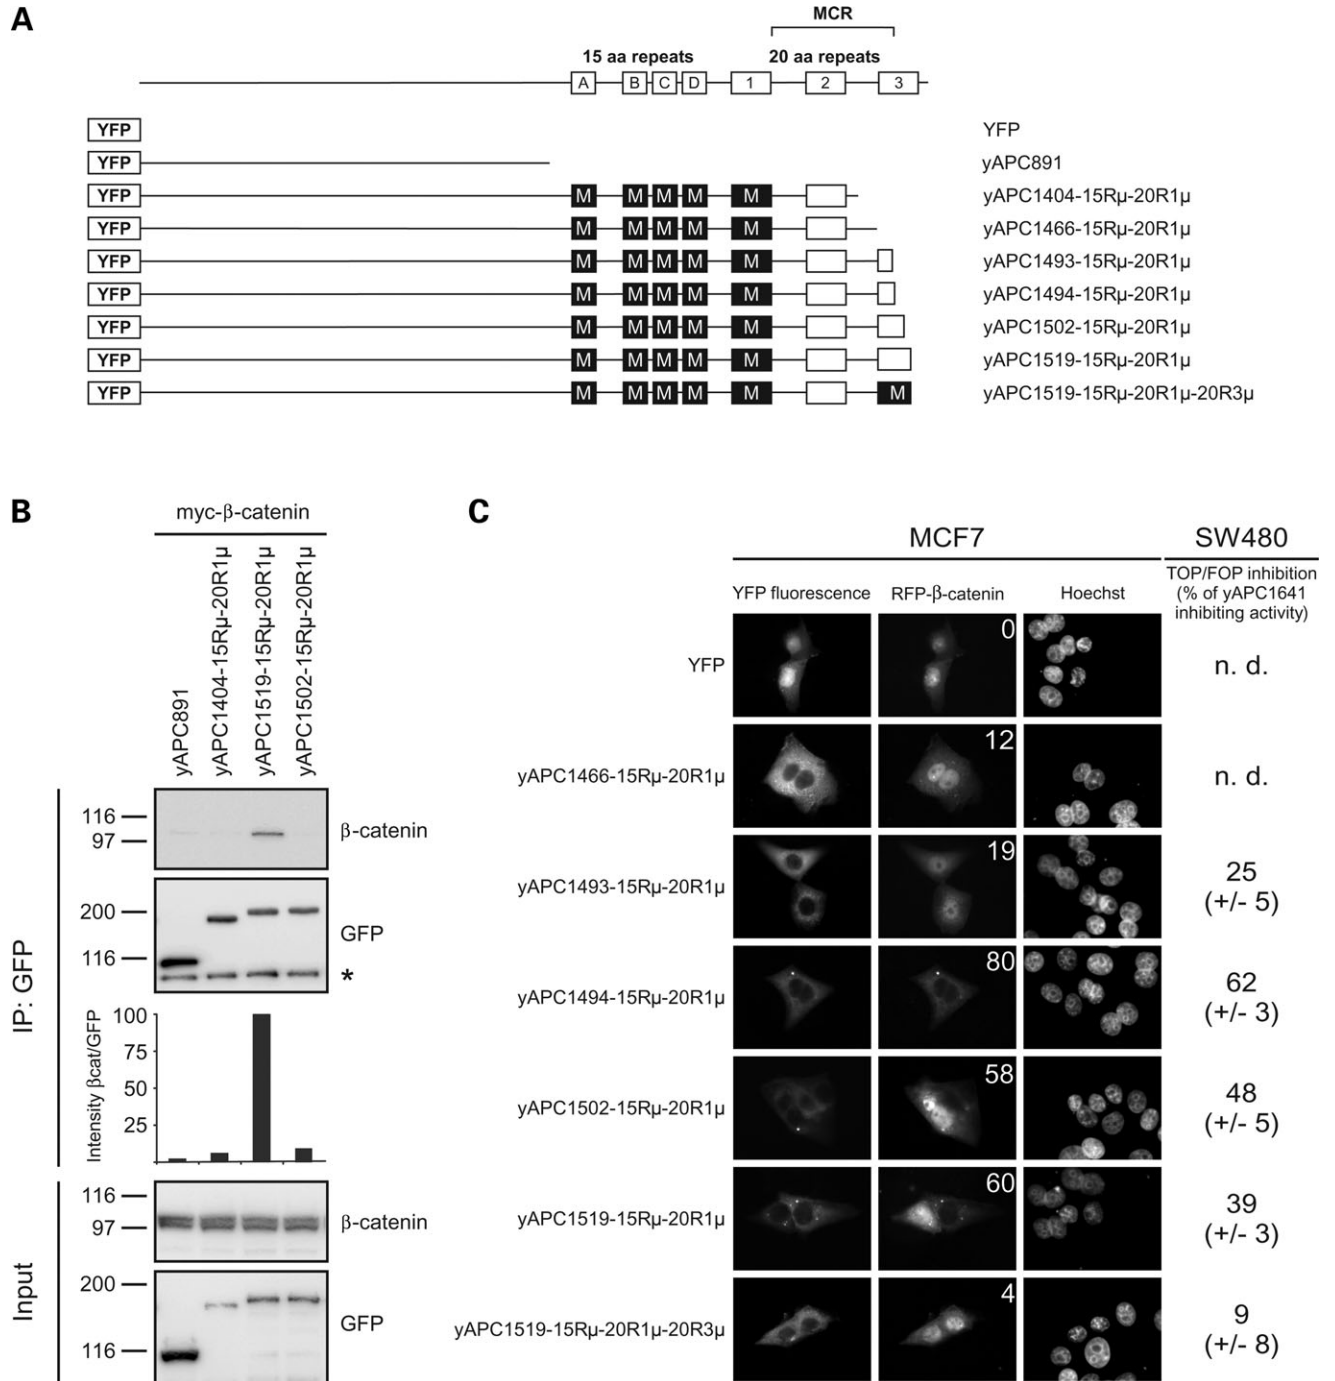 A
MCR
15 aa repeats
20 aa repeats
A B C D 1 2 3
YFP YFP
YFP yAPC891
YFP M M M M M yAPC1404-15Rµ-20R1µ
YFP M M M M M yAPC1466-15Rµ-20R1µ
YFP M M M M M yAPC1493-15Rµ-20R1µ
YFP M M M M M yAPC1494-15Rµ-20R1µ
YFP M M M M M yAPC1502-15Rµ-20R1µ
YFP M M M M M yAPC1519-15Rµ-20R1µ
YFP M M M M M M yAPC1519-15Rµ-20R1µ-20R3µ
B
myc-β-catenin
yAPC891
yAPC1404-15Rµ-20R1µ
yAPC1519-15Rµ-20R1µ
yAPC1502-15Rµ-20R1µ
IP: GFP
116
97
β-catenin
200
116
GFP
*
Intensity βcat/GFP
100
75
50
25
Input
116
97
β-catenin
200
116
GFP
C
MCF7
SW480
YFP fluorescence
RFP-β-catenin
Hoechst
TOP/FOP inhibition
(% of yAPC1641
inhibiting activity)
YFP 0 n. d.
yAPC1466-15Rµ-20R1µ 12 n. d.
yAPC1493-15Rµ-20R1µ 19 25
(+/- 5)
yAPC1494-15Rµ-20R1µ 80 62
(+/- 3)
yAPC1502-15Rµ-20R1µ 58 48
(+/- 5)
yAPC1519-15Rµ-20R1µ 60 39
(+/- 3)
yAPC1519-15Rµ-20R1µ-20R3µ 4 9
(+/- 8)